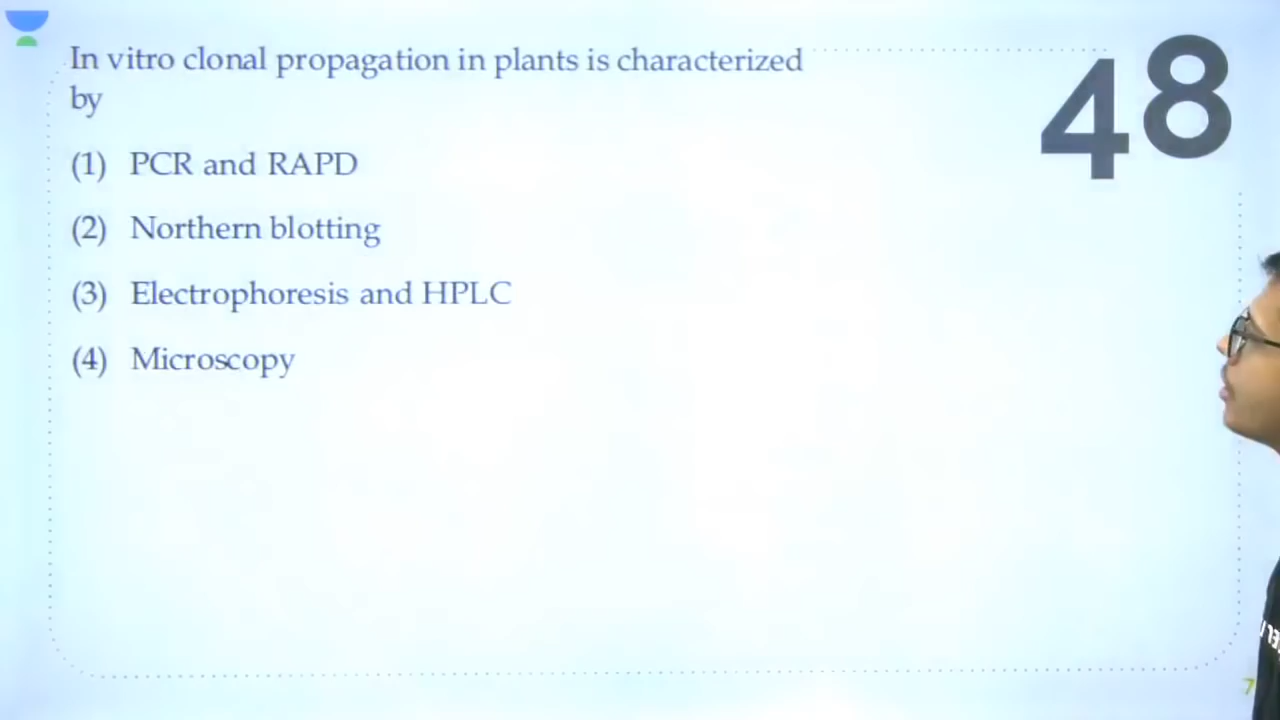 In vitro clonal propagation in plants is characterized
by
48
(1) PCR and RAPD
(2) Northern blotting
(3) Electrophoresis and HPLC
(4) Microscopy
7